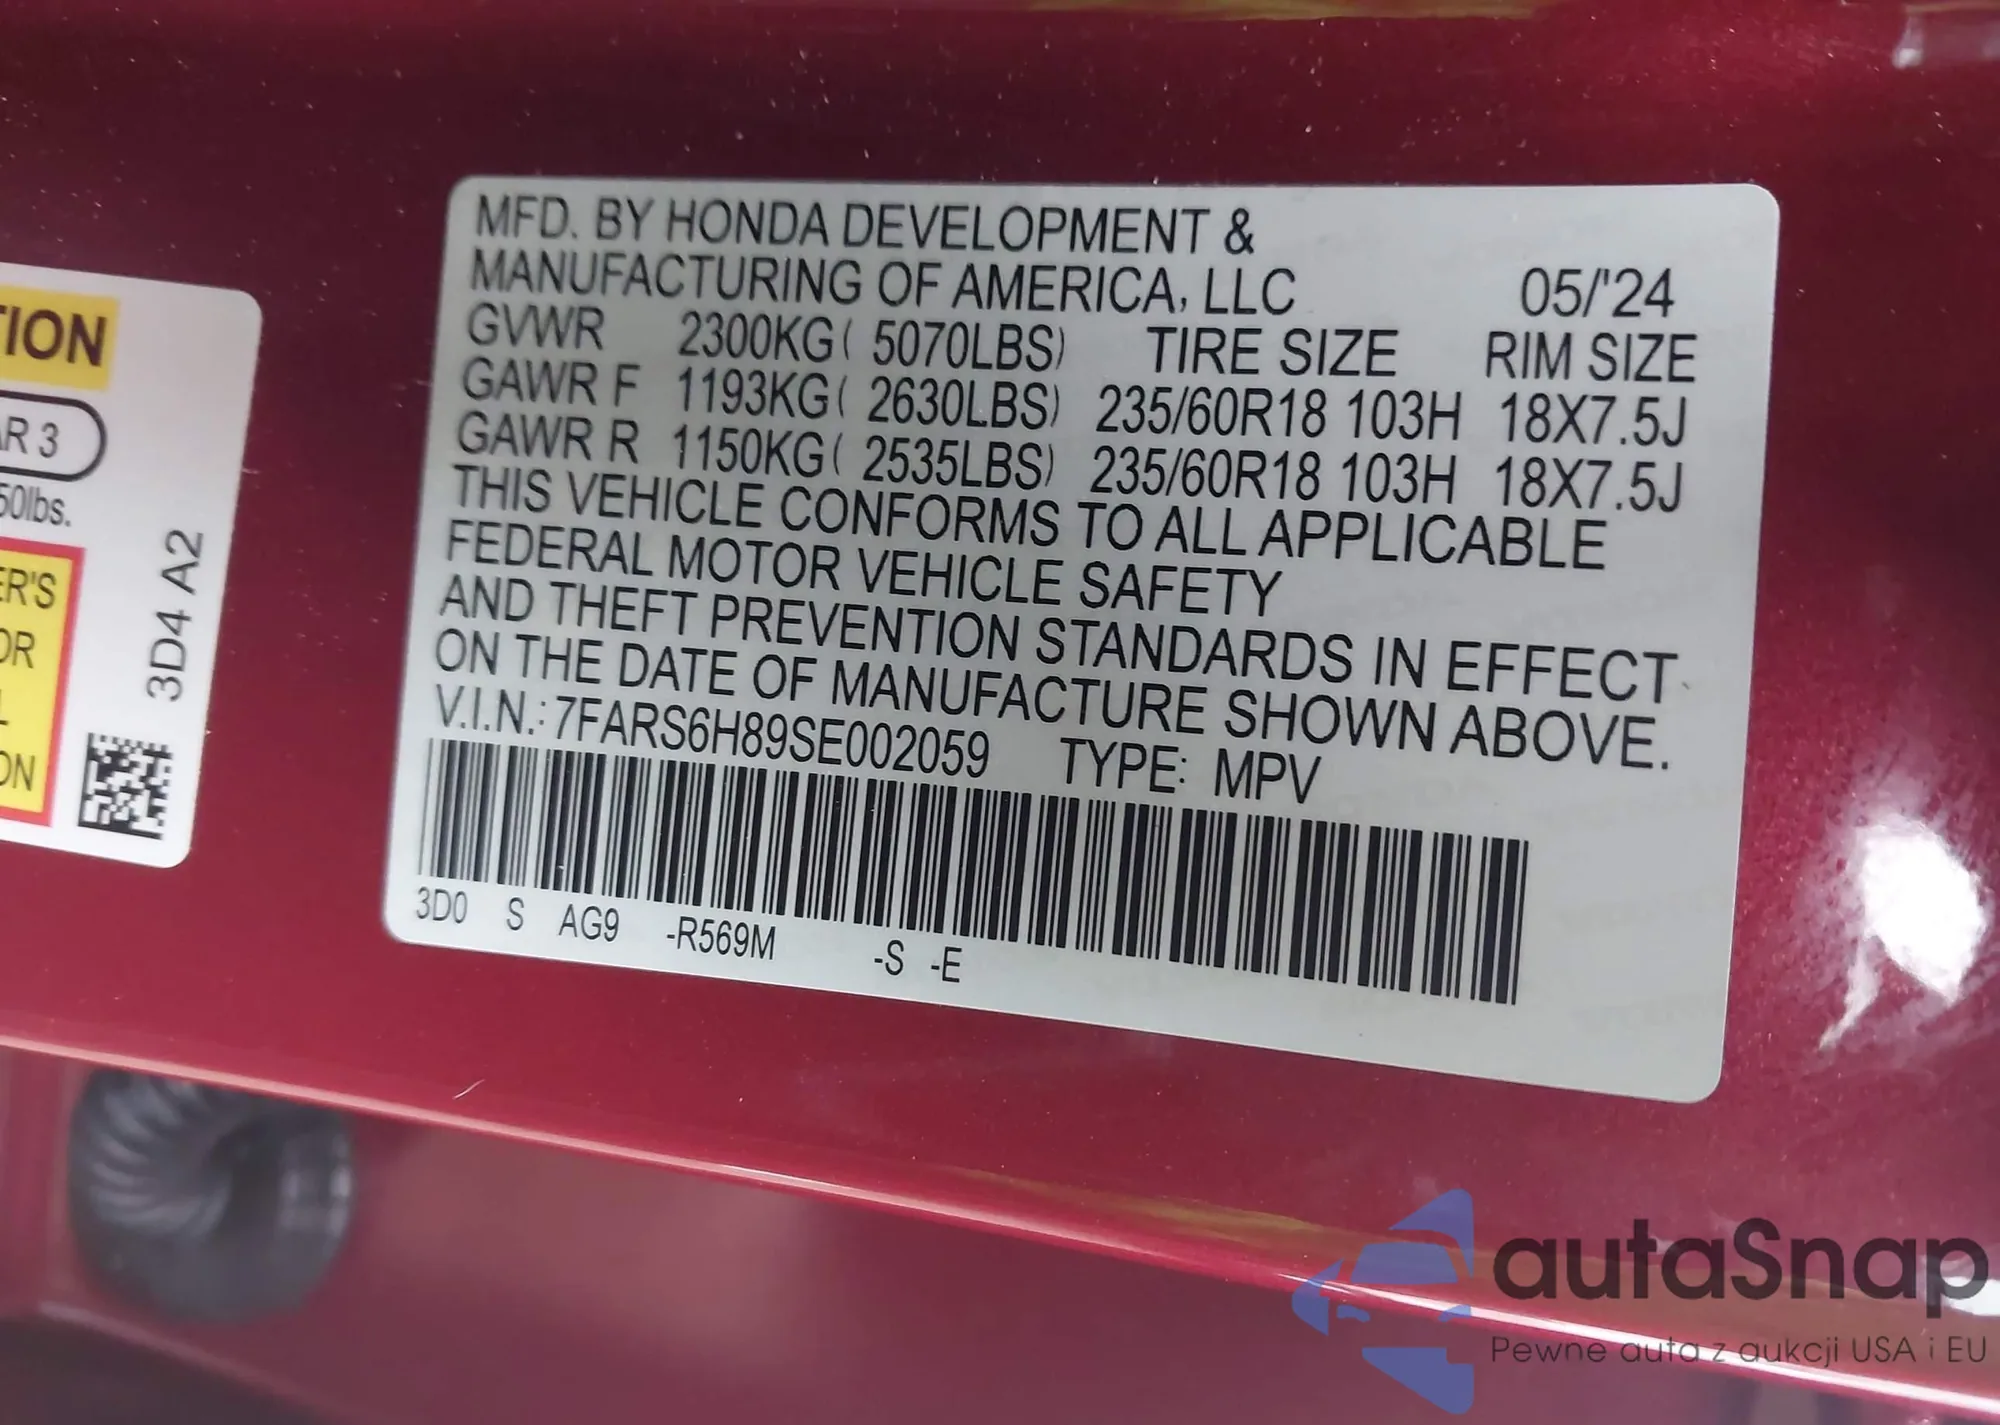 MFD. BY HONDA DEVELOPMENT &
MANUFACTURING OF AMERICA, LLC 05/'24
GVWR 2300KG( 5070LBS) TIRE SIZE RIM SIZE
GAWR F 1193KG( 2630LBS) 235/60R18 103H 18X7.5J
GAWR R 1150KG( 2535LBS) 235/60R18 103H 18X7.5J
THIS VEHICLE CONFORMS TO ALL APPLICABLE
FEDERAL MOTOR VEHICLE SAFETY
AND THEFT PREVENTION STANDARDS IN EFFECT
ON THE DATE OF MANUFACTURE SHOWN ABOVE.
V.I.N.: 7FARS6H89SE002059 TYPE: MPV
3D0 S AG9 -R569M -S -E
TION
AR 3
50lbs.
ER'S
OR
L
ON
3D4 A2
autaSnap
Pewne auta z aukcji USA i EU